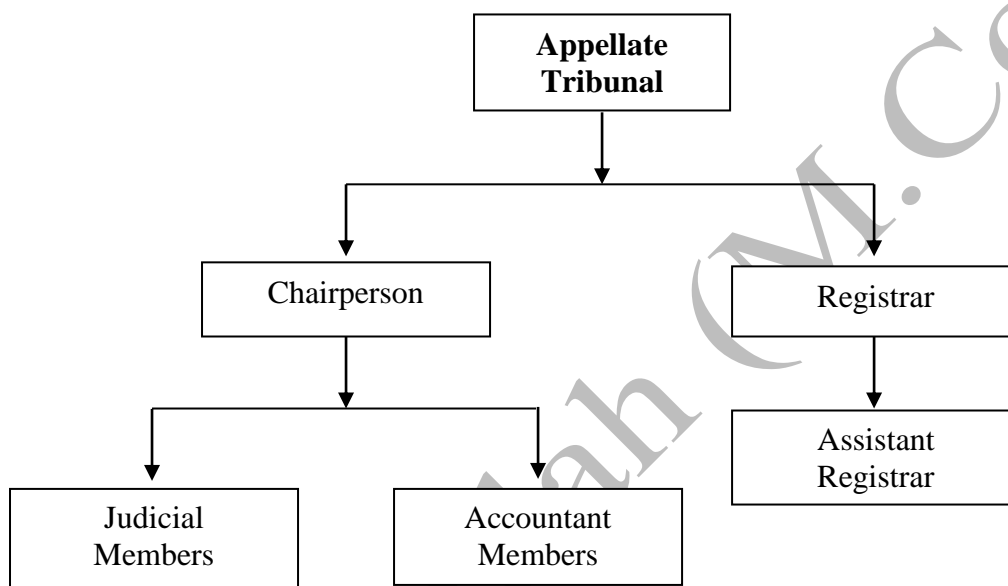 Appellate
Tribunal
Chairperson
Registrar
Judicial
Members
Accountant
Members
Assistant
Registrar